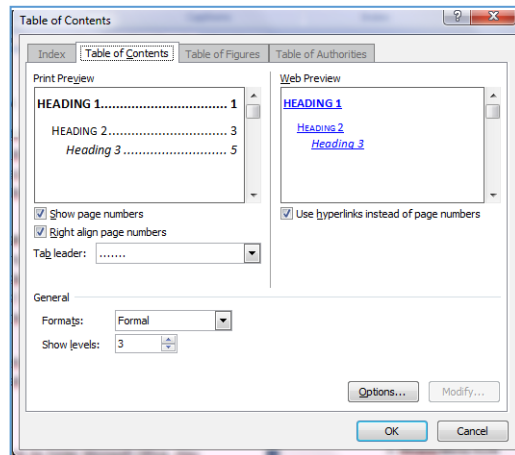 Table of Contents
Index Table of Contents Table of Figures Table of Authorities
Print Preview
HEADING 1.............................. 1
HEADING 2........................... 3
Heading 3 .......................... 5
Web Preview
HEADING 1
HEADING 2
Heading 3
Show page numbers
Right align page numbers
Use hyperlinks instead of page numbers
Tab leader: .......
General
Formats: Formal
Show levels: 3
Options... Modify...
OK Cancel